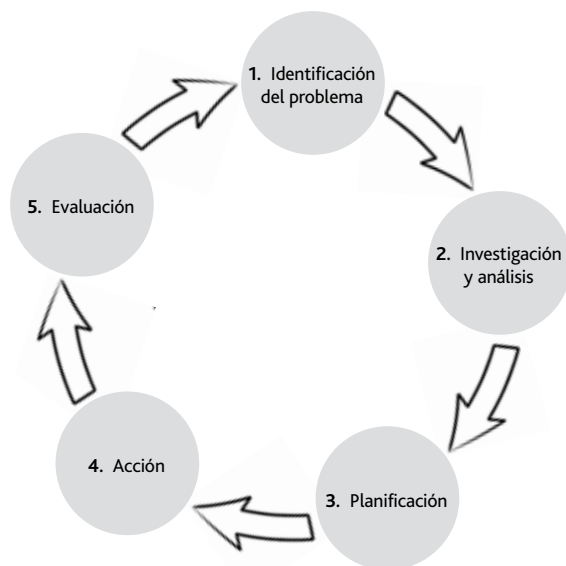 1. Identificación
del problema
2. Investigación
y análisis
3. Planificación
4. Acción
5. Evaluación